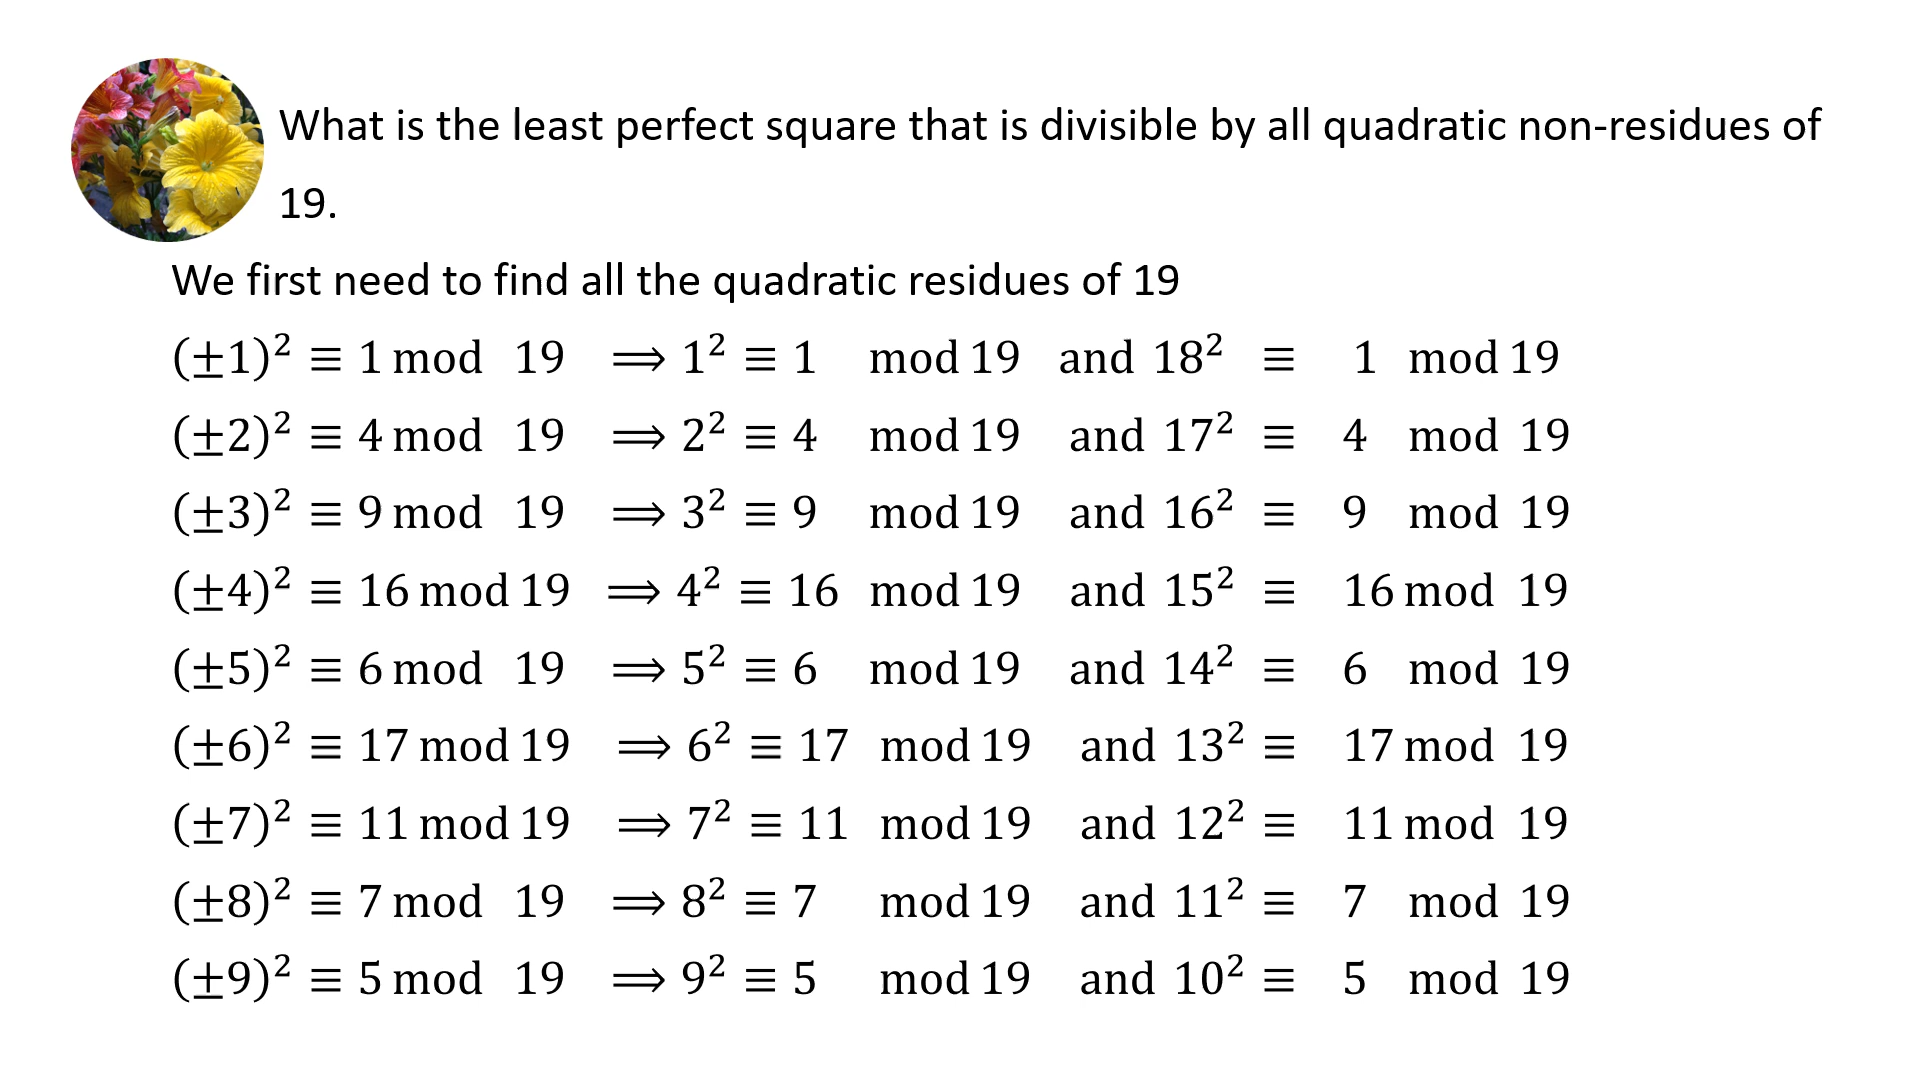 What is the least perfect square that is divisible by all quadratic non-residues of
19.
We first need to find all the quadratic residues of 19
(±1)² ≡ 1 mod 19 ⟹ 1² ≡ 1 mod 19 and 18² ≡ 1 mod 19
(±2)² ≡ 4 mod 19 ⟹ 2² ≡ 4 mod 19 and 17² ≡ 4 mod 19
(±3)² ≡ 9 mod 19 ⟹ 3² ≡ 9 mod 19 and 16² ≡ 9 mod 19
(±4)² ≡ 16 mod 19 ⟹ 4² ≡ 16 mod 19 and 15² ≡ 16 mod 19
(±5)² ≡ 6 mod 19 ⟹ 5² ≡ 6 mod 19 and 14² ≡ 6 mod 19
(±6)² ≡ 17 mod 19 ⟹ 6² ≡ 17 mod 19 and 13² ≡ 17 mod 19
(±7)² ≡ 11 mod 19 ⟹ 7² ≡ 11 mod 19 and 12² ≡ 11 mod 19
(±8)² ≡ 7 mod 19 ⟹ 8² ≡ 7 mod 19 and 11² ≡ 7 mod 19
(±9)² ≡ 5 mod 19 ⟹ 9² ≡ 5 mod 19 and 10² ≡ 5 mod 19